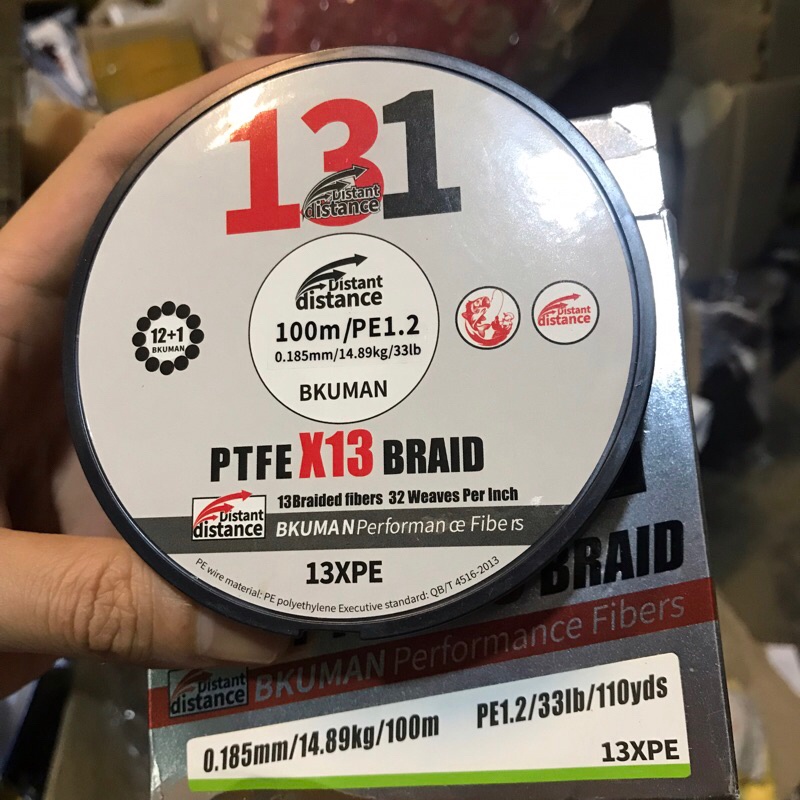 131
Distant
distance
Distant
distance
100m/PE1.2
0.185mm/14.89kg/33lb
BKUMAN
12+1
BKUMAN
Distant
distance
PTFE X13 BRAID
13Braided fibers 32 Weaves Per Inch
Distant
distance
BKUMAN Performance Fibers
13XPE
PE wire material: PE polyethylene Executive standard: QB/T 4516-2013
BRAID
Distant
distance
BKUMAN Performance Fibers
0.185mm/14.89kg/100m
PE1.2/33lb/110yds
13XPE